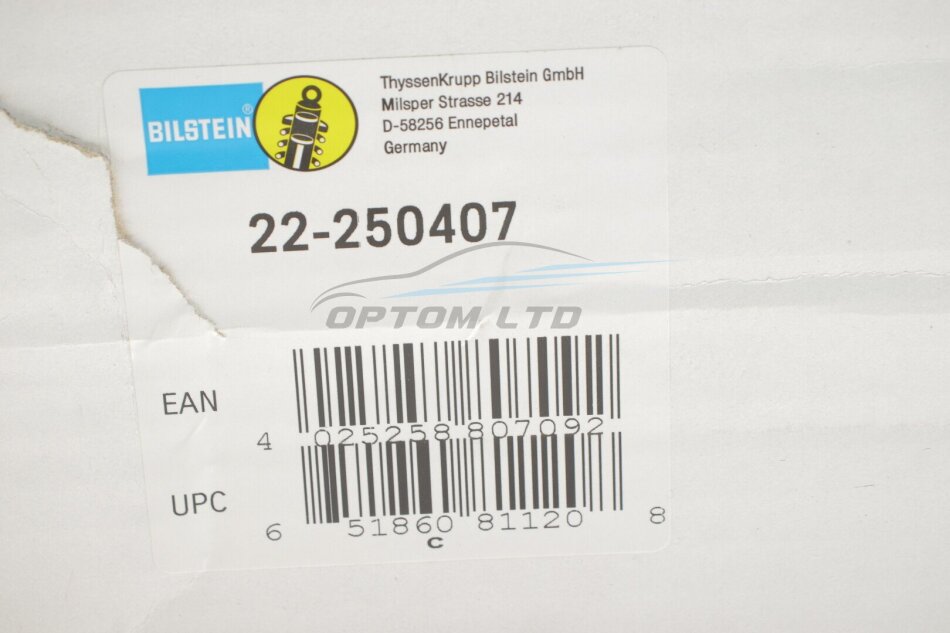 BILSTEIN®
ThyssenKrupp Bilstein GmbH
Milsper Strasse 214
D-58256 Ennepetal
Germany
22-250407
OPTOM LTD
EAN
4 025258 807092
UPC
6 51860 81120 8
C